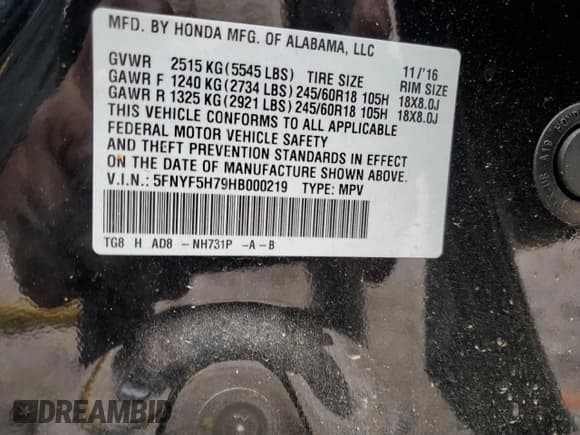 MFD. BY HONDA MFG. OF ALABAMA, LLC
11/'16
GVWR 2515 KG(5545 LBS) TIRE SIZE RIM SIZE
GAWR F 1240 KG(2734 LBS)245/60R18 105H 18X8.0J
GAWR R 1325 KG(2921 LBS)245/60R18 105H 18X8.0J
THIS VEHICLE CONFORMS TO ALL APPLICABLE
FEDERAL MOTOR VEHICLE SAFETY
AND THEFT PREVENTION STANDARDS IN EFFECT
ON THE DATE OF MANUFACTURE SHOWN ABOVE.
V.I.N.: 5FNYF5H79HB000219 TYPE: MPV
TG8 H AD8 - NH731P -A-B
DREAMBID